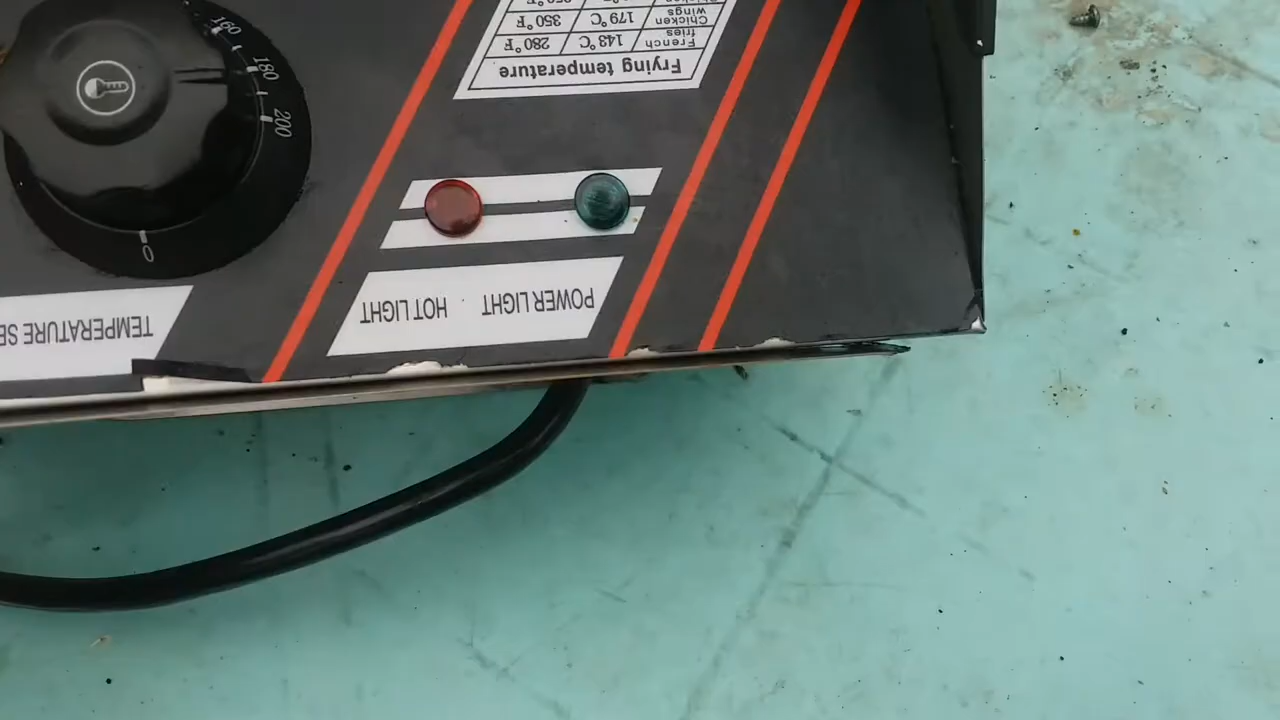 POWER LIGHT HOT LIGHT
TEMPERATURE SE
0
200
180
160
Frying temperature
French fries 143°C 280°F
Chicken wings 179°C 350°F